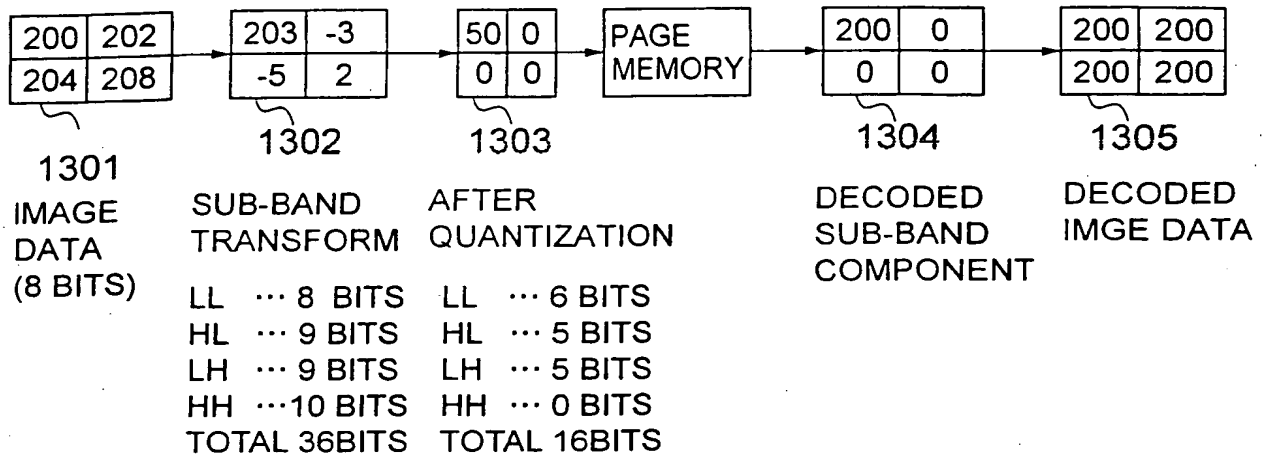 200 202
204 208
1301
IMAGE
DATA
(8 BITS)
203 -3
-5 2
1302
SUB-BAND
TRANSFORM
LL ··· 8 BITS
HL ··· 9 BITS
LH ··· 9 BITS
HH ···10 BITS
TOTAL 36BITS
50 0
0 0
1303
AFTER
QUANTIZATION
LL ··· 6 BITS
HL ··· 5 BITS
LH ··· 5 BITS
HH ··· 0 BITS
TOTAL 16BITS
PAGE
MEMORY
200 0
0 0
1304
DECODED
SUB-BAND
COMPONENT
200 200
200 200
1305
DECODED
IMGE DATA